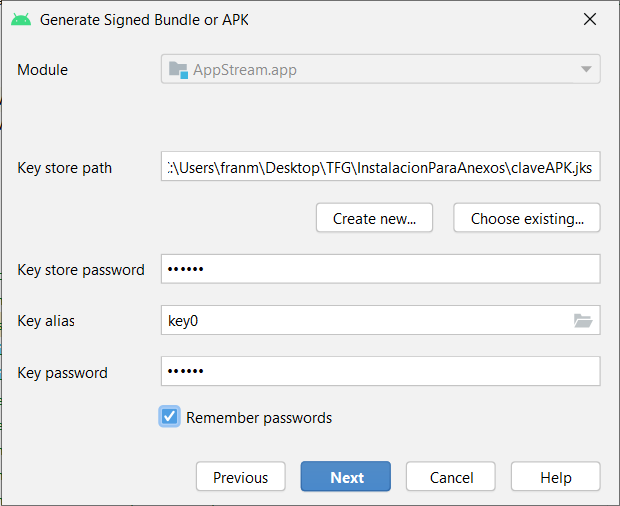 Generate Signed Bundle or APK
Module
AppStream.app
Key store path
:\Users\franm\Desktop\TFG\InstalacionParaAnexos\claveAPK.jks
Create new...
Choose existing...
Key store password
••••••
Key alias
key0
Key password
••••••
Remember passwords
Previous
Next
Cancel
Help